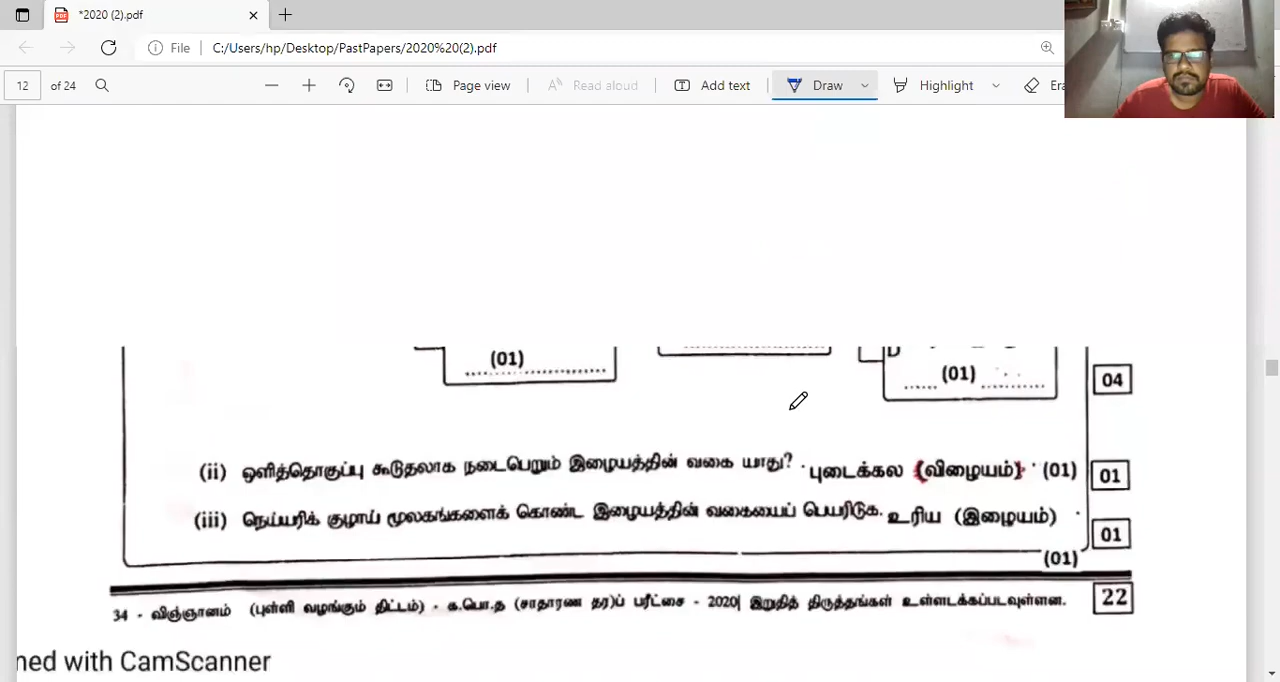 *2020 (2).pdf
File C:/Users/hp/Desktop/PastPapers/2020%20(2).pdf
12 of 24 Page view Read aloud Add text Draw Highlight Era
(01)
(01)
04
(ii) ஒளித்தொகுப்பு கூடுதலாக நடைபெறும் இழையத்தின் வகை யாது? புடைக்கல (விழையம்) (01) 01
(iii) நெய்யரிக் குழாய் மூலகங்களைக் கொண்ட இழையத்தின் வகையைப் பெயரிடுக. உரிய (இழையம்)
01
(01)
34 - விஞ்ஞானம் (புள்ளி வழங்கும் திட்டம்) - க.பொ.த (சாதாரண தர)ப் பரீட்சை - 2020| இறுதித் திருத்தங்கள் உள்ளடக்கப்படவுள்ளன. 22
ned with CamScanner